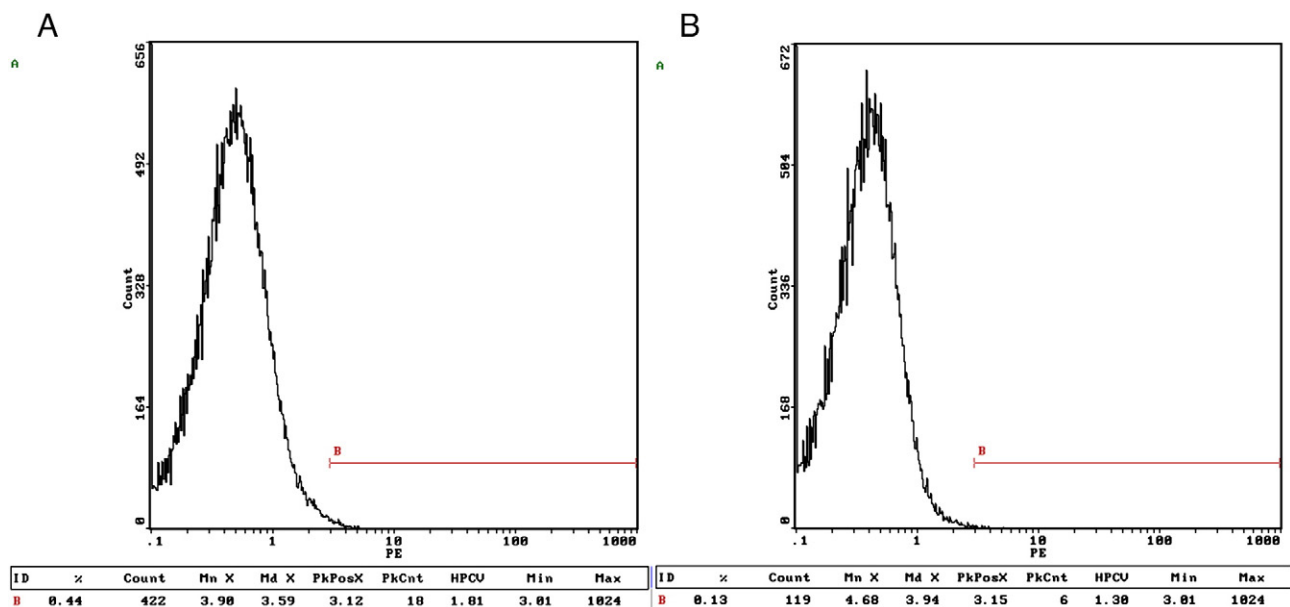 A
B
A
656
492
328
164
0
Count
B
.1 1 10 100 1000
PE
ID % Count Mn X Md X PkPosX PkCnt HPCV Min Max
B 0.44 422 3.90 3.59 3.12 18 1.81 3.01 1024
A
672
504
336
168
0
Count
B
.1 1 10 100 1000
PE
ID % Count Mn X Md X PkPosX PkCnt HPCV Min Max
B 0.13 119 4.68 3.94 3.15 6 1.30 3.01 1024